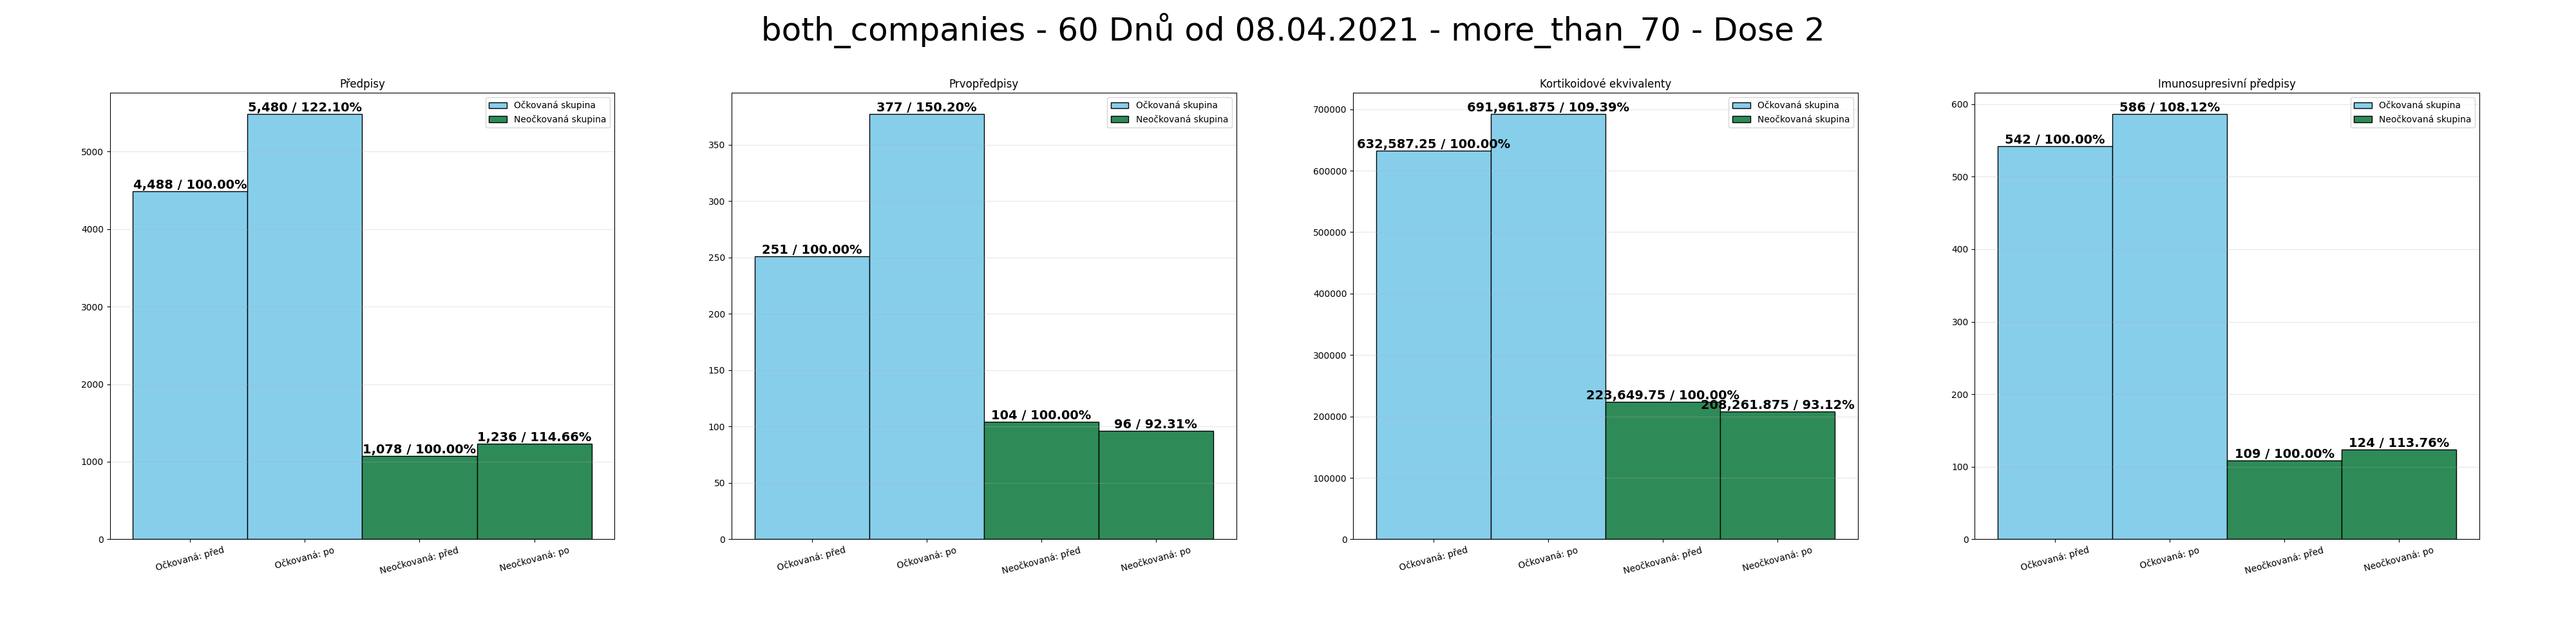 both_companies - 60 Dnů od 08.04.2021 - more_than_70 - Dose 2
Předpisy
5,480 / 122.10%
4,488 / 100.00%
1,078 / 100.00%
1,236 / 114.66%
Očkovaná skupina
Neočkovaná skupina
5000
4000
3000
2000
1000
0
Očkovaná: před
Očkovaná: po
Neočkovaná: před
Neočkovaná: po
Prvopředpisy
377 / 150.20%
251 / 100.00%
104 / 100.00%
96 / 92.31%
Očkovaná skupina
Neočkovaná skupina
350
300
250
200
150
100
50
0
Očkovaná: před
Očkovaná: po
Neočkovaná: před
Neočkovaná: po
Kortikoidové ekvivalenty
691,961.875 / 109.39%
632,587.25 / 100.00%
223,649.75 / 100.00%
208,261.875 / 93.12%
Očkovaná skupina
Neočkovaná skupina
700000
600000
500000
400000
300000
200000
100000
0
Očkovaná: před
Očkovaná: po
Neočkovaná: před
Neočkovaná: po
Imunosupresivní předpisy
586 / 108.12%
542 / 100.00%
109 / 100.00%
124 / 113.76%
Očkovaná skupina
Neočkovaná skupina
600
500
400
300
200
100
0
Očkovaná: před
Očkovaná: po
Neočkovaná: před
Neočkovaná: po